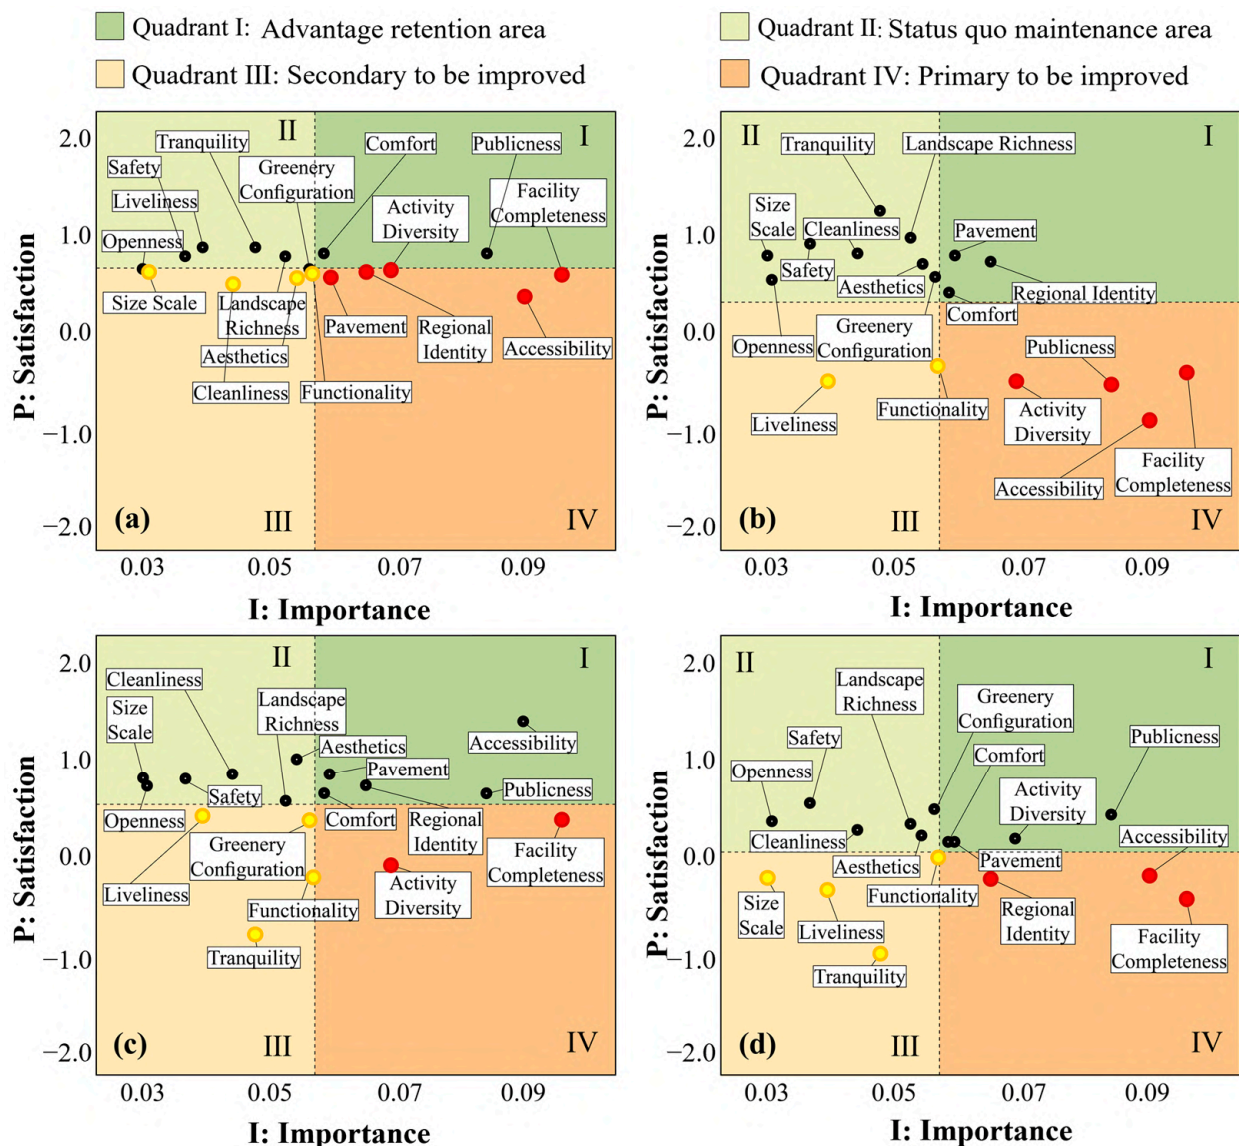 Quadrant I: Advantage retention area
Quadrant II: Status quo maintenance area
Quadrant III: Secondary to be improved
Quadrant IV: Primary to be improved
P: Satisfaction
2.0
1.0
0.0
−1.0
−2.0
II
I
Tranquility
Comfort
Publicness
Safety
Greenery
Configuration
Facility
Completeness
Liveliness
Activity
Diversity
Openness
Size Scale
Landscape
Richness
Pavement
Regional
Identity
Accessibility
Aesthetics
Cleanliness
Functionality
(a)
III
IV
0.03
0.05
0.07
0.09
I: Importance
P: Satisfaction
2.0
1.0
0.0
−1.0
−2.0
II
I
Tranquility
Landscape Richness
Size
Scale
Cleanliness
Pavement
Safety
Aesthetics
Regional Identity
Comfort
Openness
Greenery
Configuration
Publicness
Liveliness
Functionality
Activity
Diversity
Accessibility
Facility
Completeness
(b)
III
IV
0.03
0.05
0.07
0.09
I: Importance
P: Satisfaction
2.0
1.0
0.0
−1.0
−2.0
II
I
Cleanliness
Size
Scale
Landscape
Richness
Aesthetics
Accessibility
Pavement
Safety
Publicness
Openness
Comfort
Regional
Identity
Greenery
Configuration
Facility
Completeness
Liveliness
Activity
Diversity
Functionality
Tranquility
(c)
III
IV
0.03
0.05
0.07
0.09
I: Importance
P: Satisfaction
2.0
1.0
0.0
−1.0
−2.0
II
I
Landscape
Richness
Greenery
Configuration
Safety
Publicness
Comfort
Openness
Activity
Diversity
Cleanliness
Accessibility
Aesthetics
Pavement
Functionality
Size
Scale
Liveliness
Regional
Identity
Tranquility
Facility
Completeness
(d)
III
IV
0.03
0.05
0.07
0.09
I: Importance